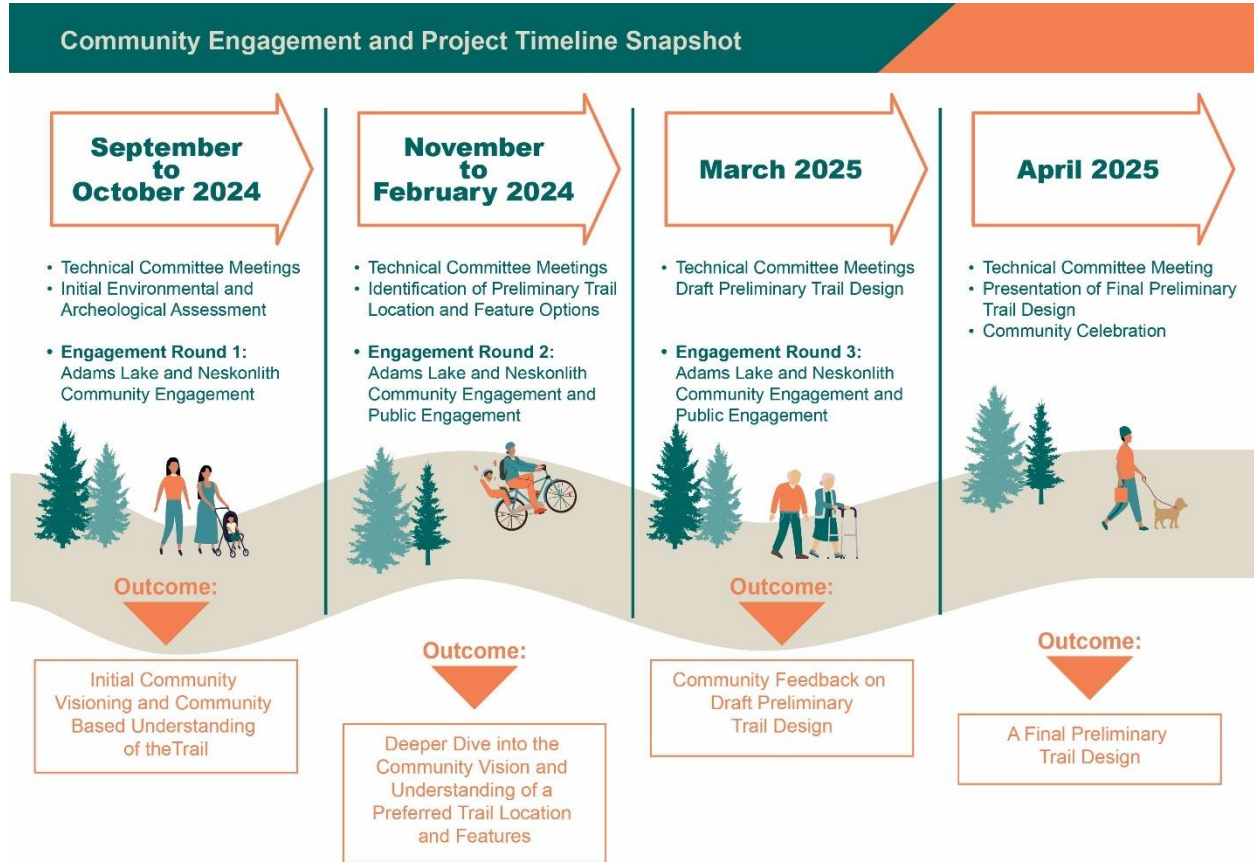 Community Engagement and Project Timeline Snapshot
September
to
October 2024
• Technical Committee Meetings
• Initial Environmental and
Archeological Assessment
• Engagement Round 1:
Adams Lake and Neskonlith
Community Engagement
Outcome:
Initial Community
Visioning and Community
Based Understanding
of theTrail
November
to
February 2024
• Technical Committee Meetings
• Identification of Preliminary Trail
Location and Feature Options
• Engagement Round 2:
Adams Lake and Neskonlith
Community Engagement and
Public Engagement
Outcome:
Deeper Dive into the
Community Vision and
Understanding of a
Preferred Trail Location
and Features
March 2025
• Technical Committee Meetings
Draft Preliminary Trail Design
• Engagement Round 3:
Adams Lake and Neskonlith
Community Engagement and
Public Engagement
Outcome:
Community Feedback on
Draft Preliminary
Trail Design
April 2025
• Technical Committee Meeting
• Presentation of Final Preliminary
Trail Design
• Community Celebration
Outcome:
A Final Preliminary
Trail Design